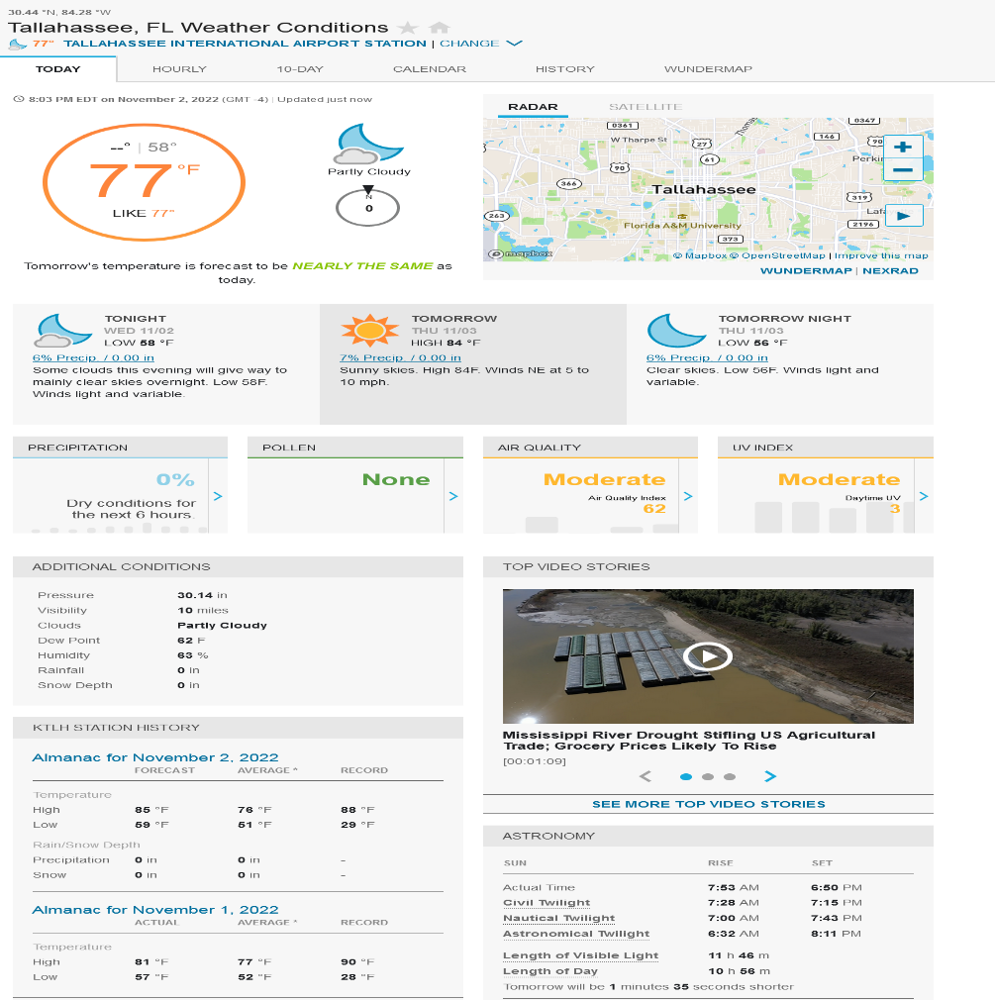 30.44 °N, 84.28 °W
Tallahassee, FL Weather Conditions
77° TALLAHASSEE INTERNATIONAL AIRPORT STATION | CHANGE
TODAY HOURLY 10-DAY CALENDAR HISTORY WUNDERMAP
8:03 PM EDT on November 2, 2022 (GMT -4) | Updated just now
--° | 58°
77 °F
LIKE 77°
Partly Cloudy
N
0
Tomorrow's temperature is forecast to be NEARLY THE SAME as
today.
RADAR SATELLITE
0361
W Tharpe St
27
146
0347
90
61
90
366
Tallahassee
319
263
Florida A&M University
2196
373
mapbox
© Mapbox © OpenStreetMap | Improve this map
WUNDERMAP | NEXRAD
TONIGHT
WED 11/02
LOW 58 °F
6% Precip. / 0.00 in
Some clouds this evening will give way to
mainly clear skies overnight. Low 58F.
Winds light and variable.
TOMORROW
THU 11/03
HIGH 84 °F
7% Precip. / 0.00 in
Sunny skies. High 84F. Winds NE at 5 to
10 mph.
TOMORROW NIGHT
THU 11/03
LOW 56 °F
6% Precip. / 0.00 in
Clear skies. Low 56F. Winds light and
variable.
PRECIPITATION
0%
Dry conditions for
the next 6 hours.
POLLEN
None
AIR QUALITY
Moderate
Air Quality Index
62
UV INDEX
Moderate
Daytime UV
3
ADDITIONAL CONDITIONS
Pressure 30.14 in
Visibility 10 miles
Clouds Partly Cloudy
Dew Point 62 F
Humidity 63 %
Rainfall 0 in
Snow Depth 0 in
KTLH STATION HISTORY
Almanac for November 2, 2022
FORECAST AVERAGE * RECORD
Temperature
High 85 °F 76 °F 88 °F
Low 59 °F 51 °F 29 °F
Rain/Snow Depth
Precipitation 0 in 0 in -
Snow 0 in 0 in -
Almanac for November 1, 2022
ACTUAL AVERAGE * RECORD
Temperature
High 81 °F 77 °F 90 °F
Low 57 °F 52 °F 28 °F
TOP VIDEO STORIES
Mississippi River Drought Stifling US Agricultural
Trade; Grocery Prices Likely To Rise
[00:01:09]
SEE MORE TOP VIDEO STORIES
ASTRONOMY
SUN RISE SET
Actual Time 7:53 AM 6:50 PM
Civil Twilight 7:28 AM 7:15 PM
Nautical Twilight 7:00 AM 7:43 PM
Astronomical Twilight 6:32 AM 8:11 PM
Length of Visible Light 11 h 46 m
Length of Day 10 h 56 m
Tomorrow will be 1 minutes 35 seconds shorter